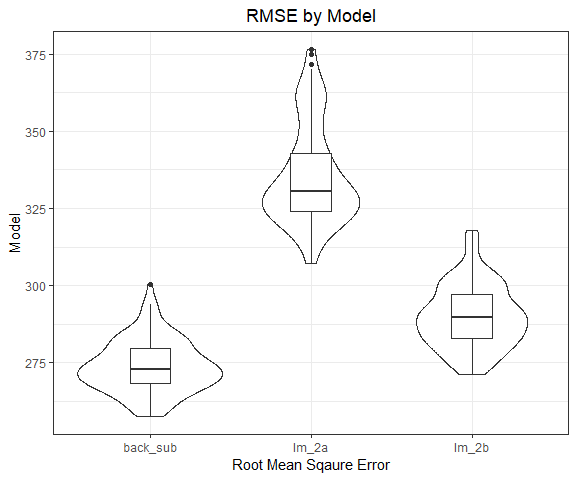 RMSE by Model
Model
375
350
325
300
275
back_sub lm_2a lm_2b
Root Mean Sqaure Error